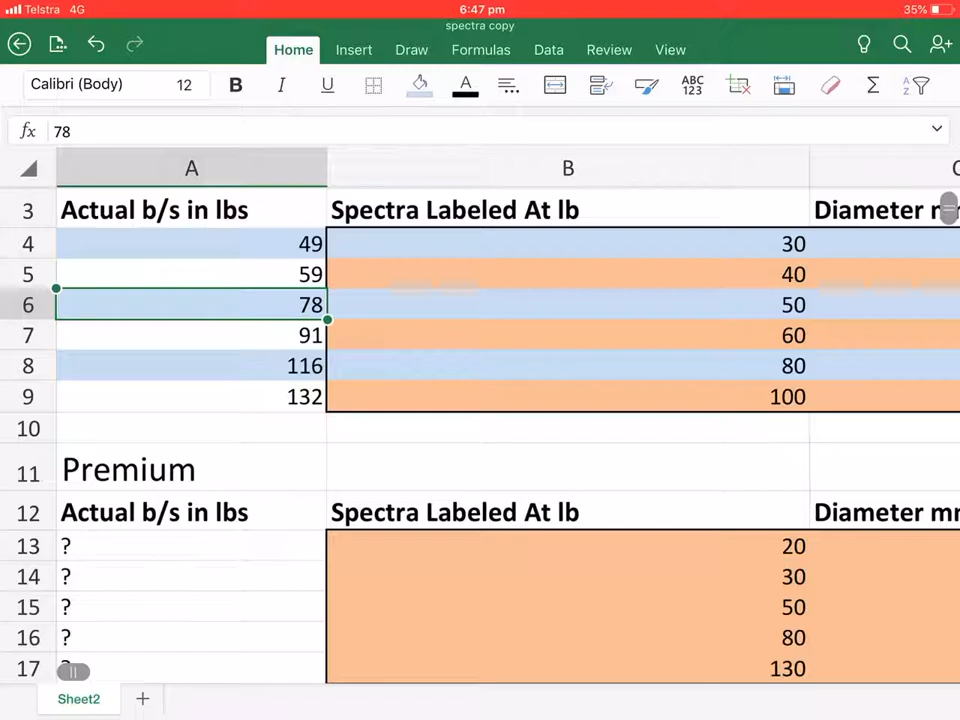 Telstra 4G 6:47 pm 35%
spectra copy
Home Insert Draw Formulas Data Review View
Calibri (Body) 12 B I U A ABC 123 Σ A Z
fx 78
A B C
3 Actual b/s in lbs Spectra Labeled At lb Diameter
4 49 30
5 59 40
6 78 50
7 91 60
8 116 80
9 132 100
10
11 Premium
12 Actual b/s in lbs Spectra Labeled At lb Diameter mm
13 ? 20
14 ? 30
15 ? 50
16 ? 80
17 130
Sheet2 +